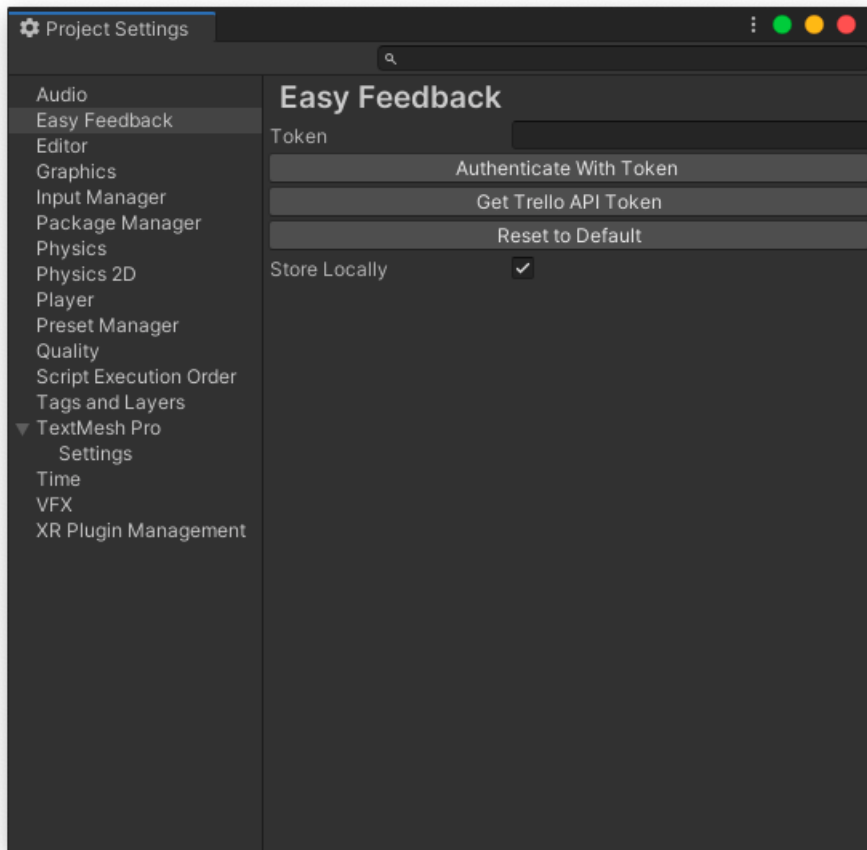 Project Settings
Audio
Easy Feedback
Editor
Graphics
Input Manager
Package Manager
Physics
Physics 2D
Player
Preset Manager
Quality
Script Execution Order
Tags and Layers
TextMesh Pro
Settings
Time
VFX
XR Plugin Management
Easy Feedback
Token
Authenticate With Token
Get Trello API Token
Reset to Default
Store Locally